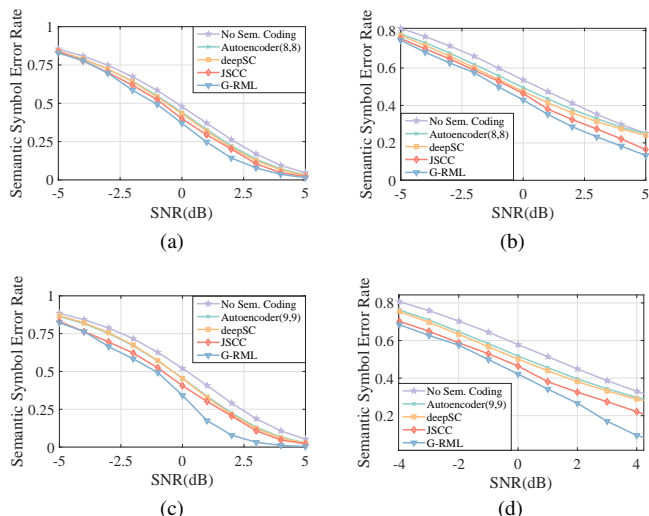 Semantic Symbol Error Rate
1
0.75
0.5
0.25
0
-5
-2.5
0
2.5
5
SNR(dB)
No Sem. Coding
Autoencoder(8,8)
deepSC
JSCC
G-RML
(a)
Semantic Symbol Error Rate
0.8
0.6
0.4
0.2
0
-5
-2.5
0
2.5
5
SNR(dB)
No Sem. Coding
Autoencoder(8,8)
deepSC
JSCC
G-RML
(b)
Semantic Symbol Error Rate
1
0.75
0.5
0.25
0
-5
-2.5
0
2.5
5
SNR(dB)
No Sem. Coding
Autoencoder(9,9)
deepSC
JSCC
G-RML
(c)
Semantic Symbol Error Rate
0.8
0.6
0.4
0.2
-4
-2
0
2
4
SNR(dB)
No Sem. Coding
Autoencoder(9,9)
deepSC
JSCC
G-RML
(d)